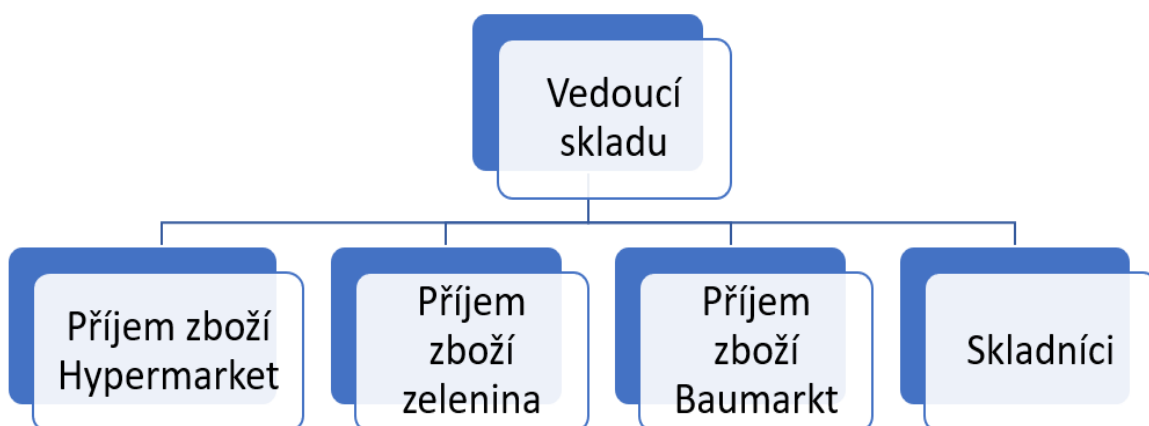 Vedoucí
skladu
Příjem zboží
Hypermarket
Příjem
zboží
zelenina
Příjem
zboží
Baumarkt
Skladníci